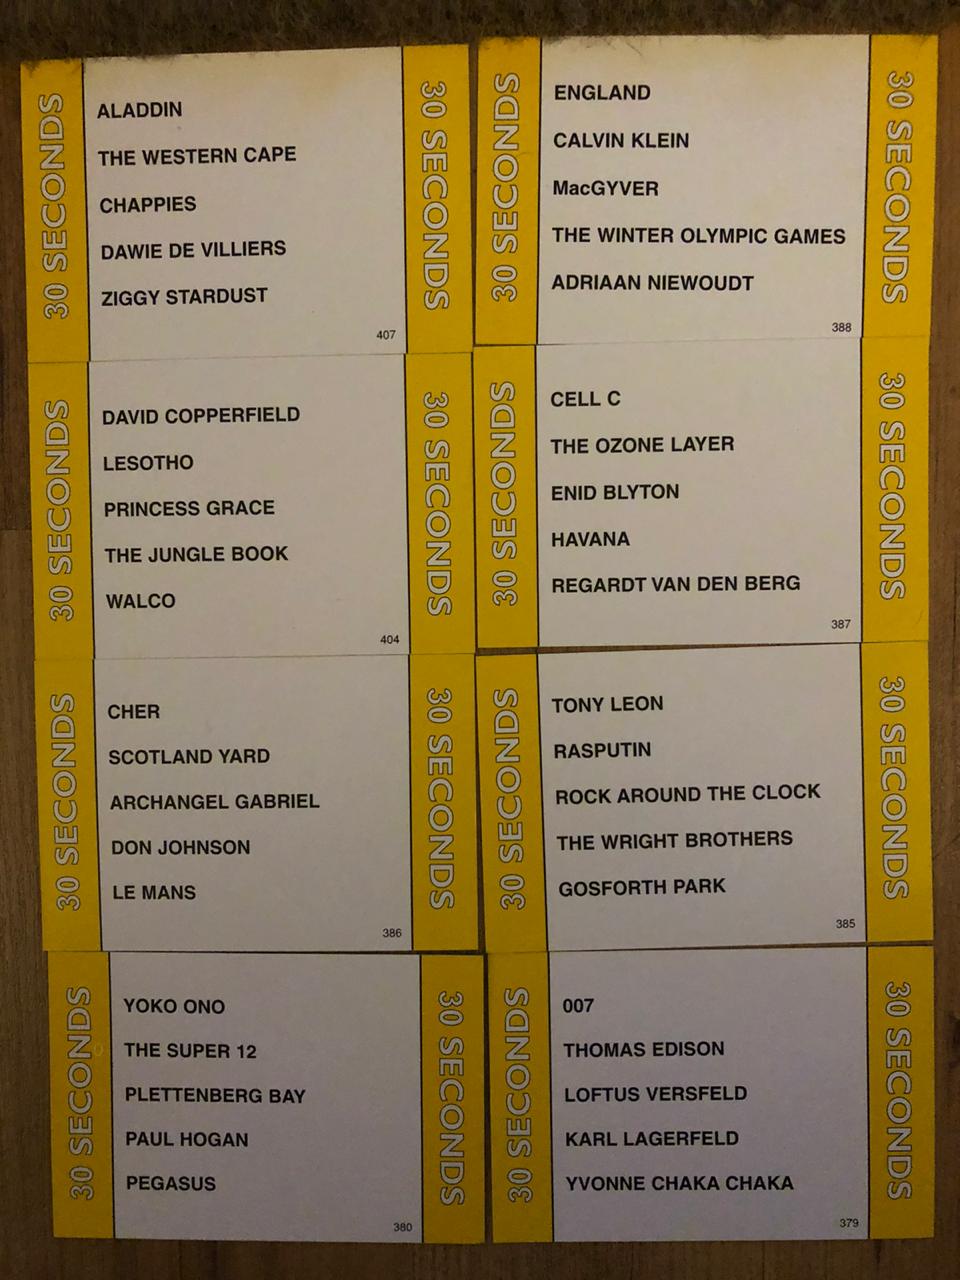 30 SECONDS
ALADDIN
THE WESTERN CAPE
CHAPPIES
DAWIE DE VILLIERS
ZIGGY STARDUST
407
30 SECONDS
30 SECONDS
ENGLAND
CALVIN KLEIN
MacGYVER
THE WINTER OLYMPIC GAMES
ADRIAAN NIEWOUDT
388
30 SECONDS
30 SECONDS
DAVID COPPERFIELD
LESOTHO
PRINCESS GRACE
THE JUNGLE BOOK
WALCO
404
30 SECONDS
30 SECONDS
CELL C
THE OZONE LAYER
ENID BLYTON
HAVANA
REGARDT VAN DEN BERG
387
30 SECONDS
30 SECONDS
CHER
SCOTLAND YARD
ARCHANGEL GABRIEL
DON JOHNSON
LE MANS
386
30 SECONDS
30 SECONDS
TONY LEON
RASPUTIN
ROCK AROUND THE CLOCK
THE WRIGHT BROTHERS
GOSFORTH PARK
385
30 SECONDS
30 SECONDS
YOKO ONO
THE SUPER 12
PLETTENBERG BAY
PAUL HOGAN
PEGASUS
380
30 SECONDS
30 SECONDS
007
THOMAS EDISON
LOFTUS VERSFELD
KARL LAGERFELD
YVONNE CHAKA CHAKA
379
30 SECONDS